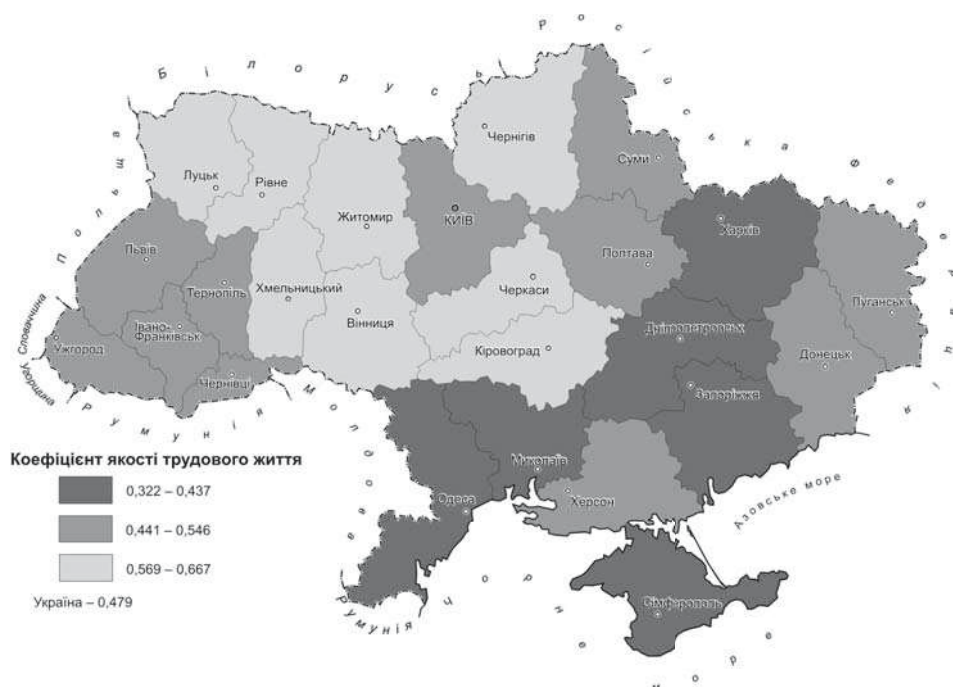 Білорусь
Російська Федерація
Польща
Словаччина
Угорщина
Румунія
Молдова
Румунія
Чорне море
Азовське море
Луцьк
Рівне
Житомир
КИЇВ
Чернігів
Суми
Харків
Полтава
Луганськ
Львів
Тернопіль
Хмельницький
Вінниця
Черкаси
Кіровоград
Дніпропетровськ
Донецьк
Запоріжжя
Ужгород
Івано-
Франківськ
Чернівці
Миколаїв
Одеса
Херсон
Сімферополь
Коефіцієнт якості трудового життя
0,322 – 0,437
0,441 – 0,546
0,569 – 0,667
Україна – 0,479